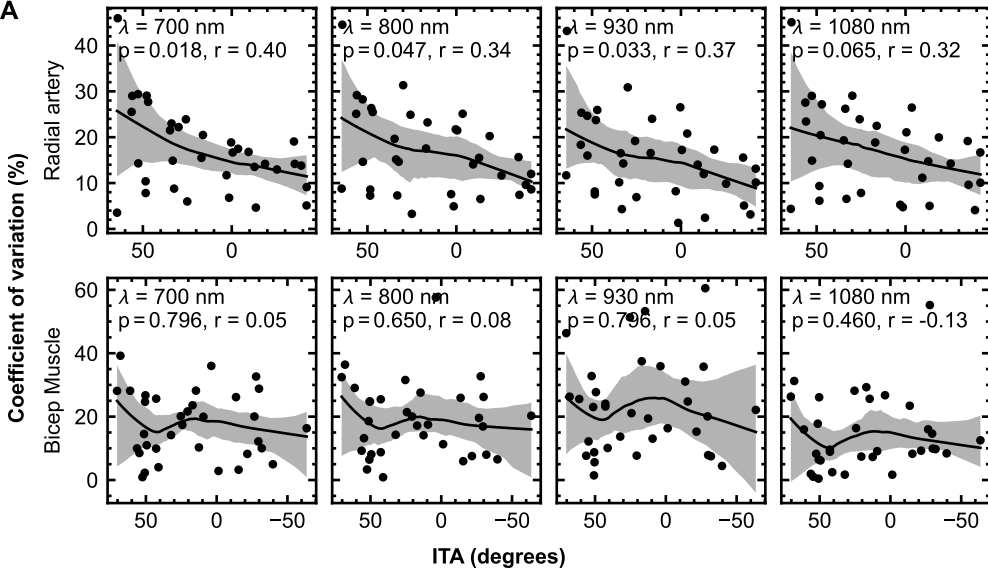 A
λ = 700 nm
p = 0.018, r = 0.40
λ = 800 nm
p = 0.047, r = 0.34
λ = 930 nm
p = 0.033, r = 0.37
λ = 1080 nm
p = 0.065, r = 0.32
40
30
20
10
0
Radial artery
50 0
50 0
50 0
50 0
Coefficient of variation (%)
λ = 700 nm
p = 0.796, r = 0.05
λ = 800 nm
p = 0.650, r = 0.08
λ = 930 nm
p = 0.796, r = 0.05
λ = 1080 nm
p = 0.460, r = -0.13
60
40
20
0
Bicep Muscle
50 0 −50
50 0 −50
50 0 −50
50 0 −50
ITA (degrees)